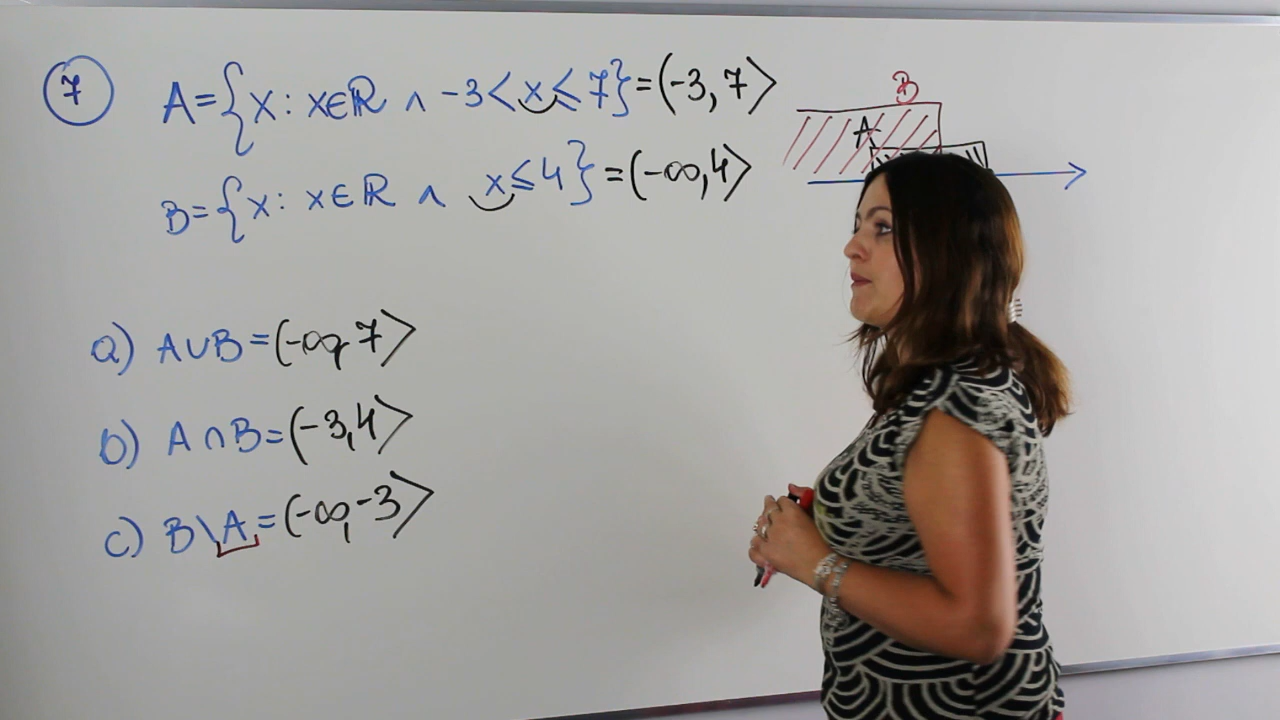 7
A={x: x∈ℝ ∧ -3<x≤7}=(-3,7⟩
B={x: x∈ℝ ∧ x≤4}=(-∞,4⟩
B
A
a) A∪B=(-∞,7⟩
b) A∩B=(-3,4⟩
c) B\A=(-∞,-3⟩